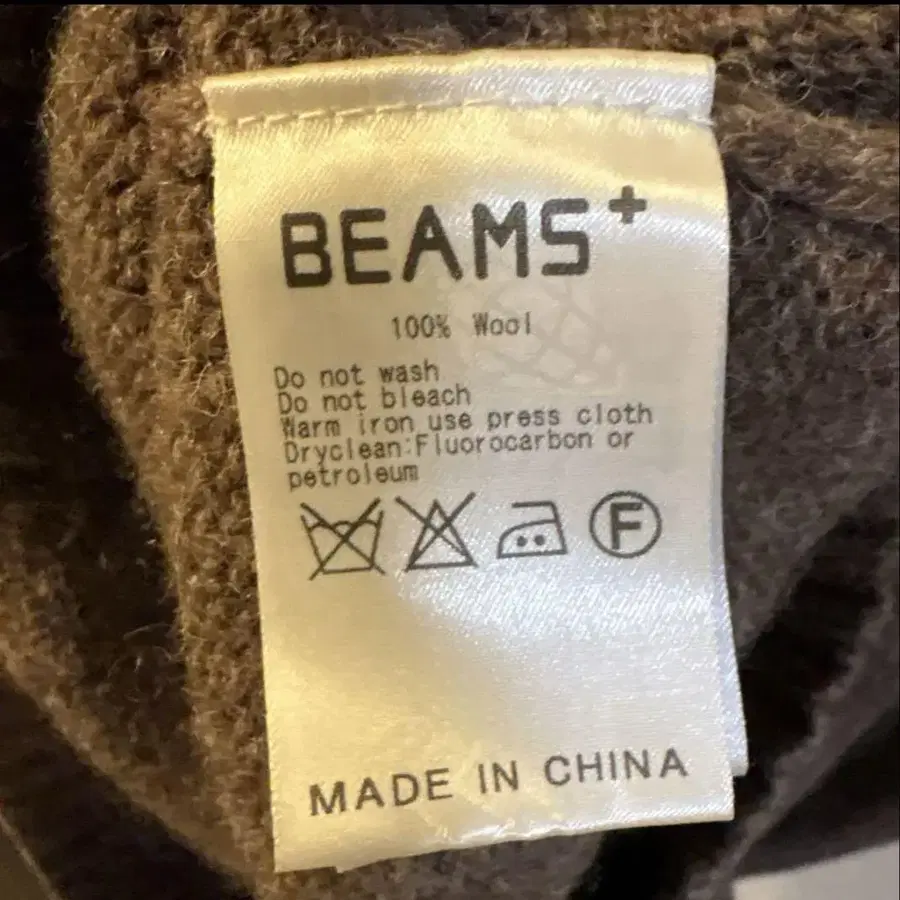 BEAMS+
100% Wool
Do not wash
Do not bleach
Warm iron use press cloth
Dryclean:Fluorocarbon or
petroleum
F
MADE IN CHINA